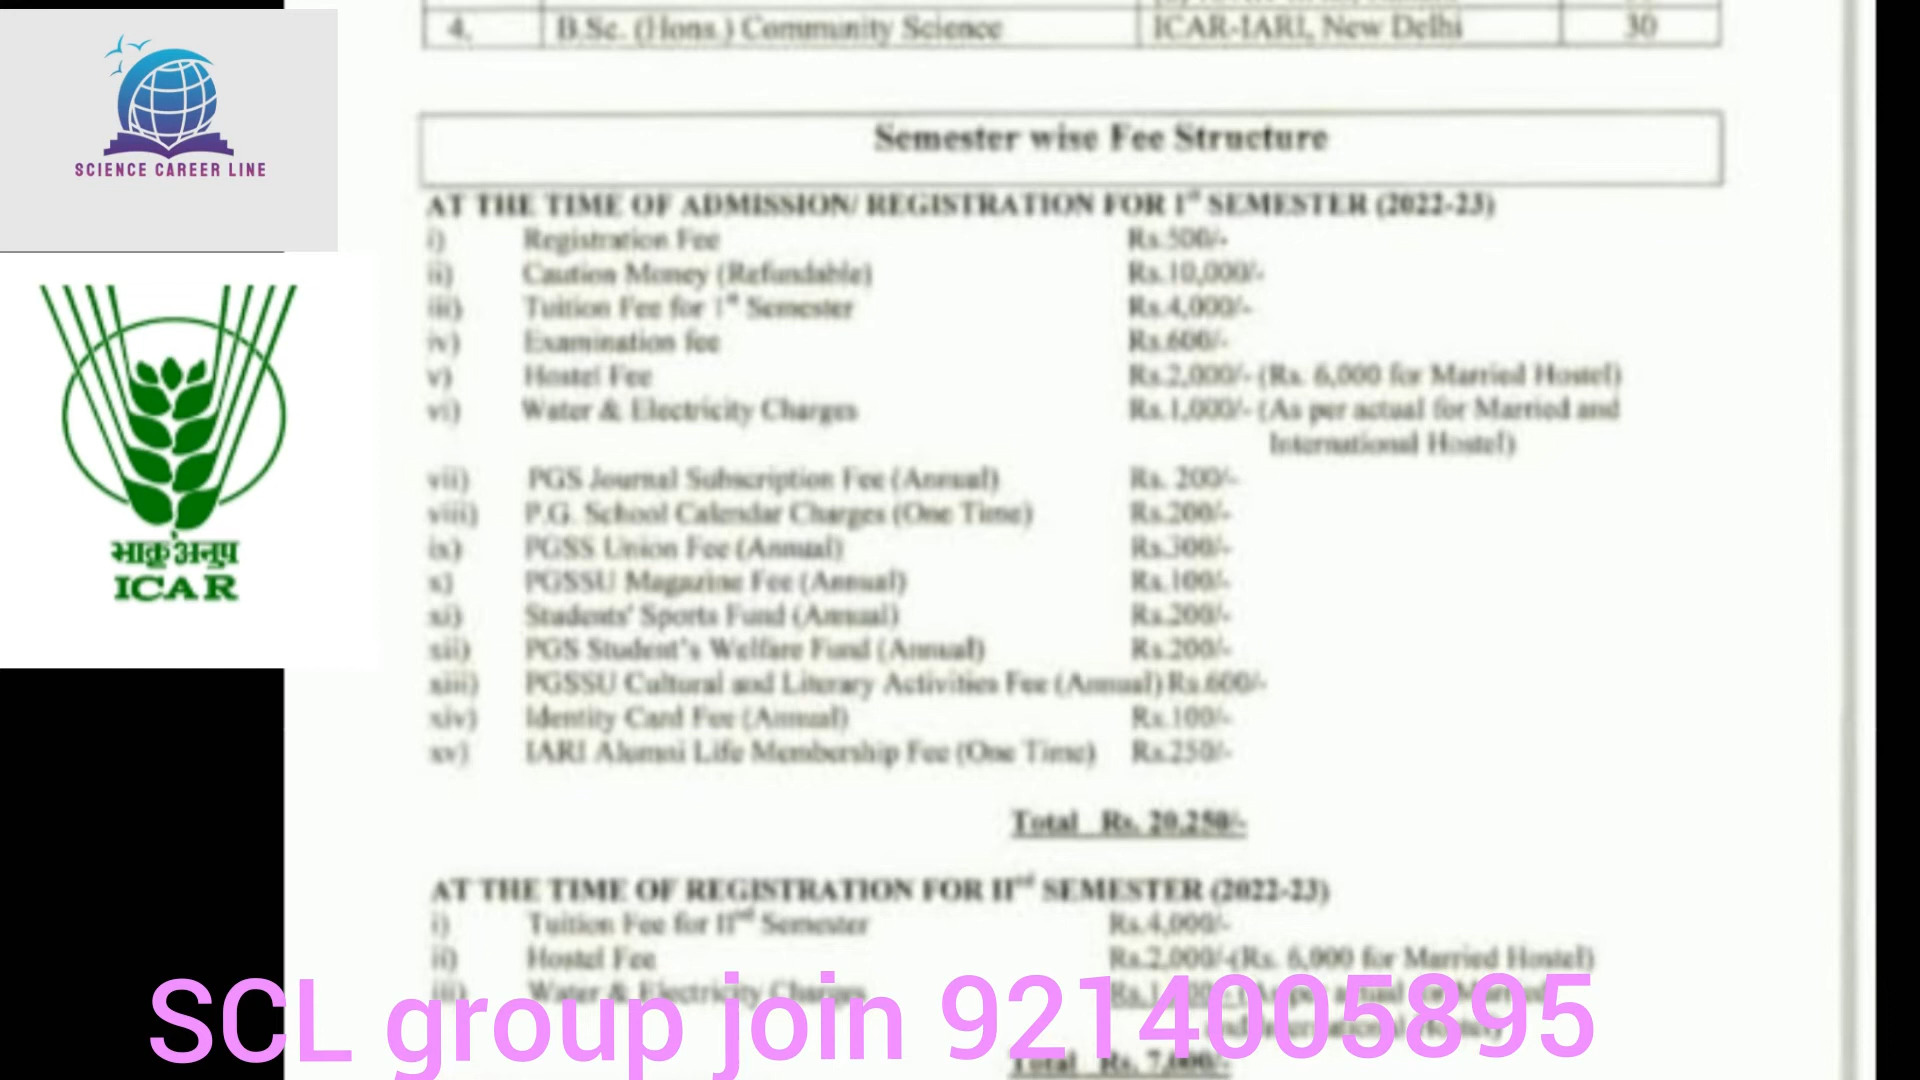 4. B.Sc. (Hons.) Community Science ICAR-IARI, New Delhi 30
SCIENCE CAREER LINE
Semester wise Fee Structure
AT THE TIME OF ADMISSION/ REGISTRATION FOR Ist SEMESTER (2022-23)
i) Registration Fee Rs.500/-
ii) Caution Money (Refundable) Rs.10,000/-
iii) Tuition Fee for 1st Semester Rs.4,000/-
iv) Examination fee Rs.600/-
v) Hostel Fee Rs.2,000/- (Rs. 6,000 for Married Hostel)
vi) Water & Electricity Charges Rs.1,000/- (As per actual for Married and
International Hostel)
vii) PGS Journal Subscription Fee (Annual) Rs. 200/-
viii) P.G. School Calendar Charges (One Time) Rs.200/-
ix) PGSS Union Fee (Annual) Rs.300/-
x) PGSSU Magazine Fee (Annual) Rs.100/-
xi) Students' Sports Fund (Annual) Rs.200/-
xii) PGS Student's Welfare Fund (Annual) Rs.200/-
xiii) PGSSU Cultural and Literary Activities Fee (Annual) Rs.600/-
xiv) Identity Card Fee (Annual) Rs.100/-
xv) IARI Alumni Life Membership Fee (One Time) Rs.250/-
भाकृअनुप
ICAR
Total Rs. 20,250/-
AT THE TIME OF REGISTRATION FOR IInd SEMESTER (2022-23)
i) Tuition Fee for IInd Semester Rs.4,000/-
ii) Hostel Fee Rs.2,000/-(Rs. 6,000 for Married Hostel)
iii) Water & Electricity Charges
SCL group join 9214005895
Total Rs. 7,000/-